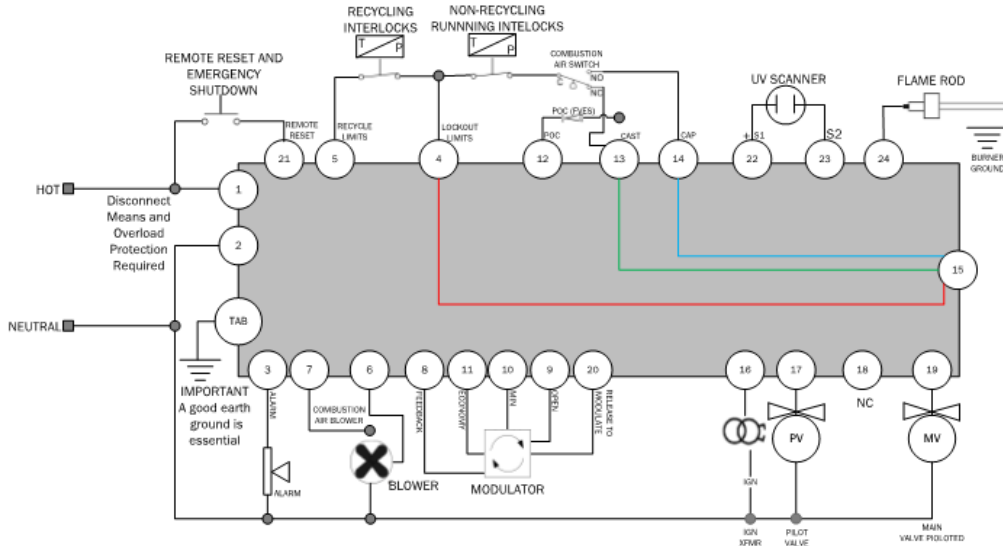 RECYCLING
INTERLOCKS
T
P
NON-RECYCLING
RUNNNING INTELOCKS
T
P
COMBUSTION
AIR SWITCH
NO
C
NC
REMOTE RESET AND
EMERGENCY
SHUTDOWN
UV SCANNER
FLAME ROD
BURNER
GROUND
REMOTE
RESET
RECYCLE
LIMITS
LOCKOUT
LIMITS
POC (FVES)
POC
CAST
CAP
+ S1
S2
21
5
4
12
13
14
22
23
24
HOT
1
Disconnect
Means and
Overload
Protection
Required
2
15
NEUTRAL
TAB
IMPORTANT
A good earth
ground is
essential
3
7
6
8
11
10
9
20
16
17
18
19
ALARM
COMBUSTION
AIR BLOWER
FEEDBACK
ECONOMY
MIN
OPEN
RELEASE TO
MODULATE
NC
PV
MV
ALARM
BLOWER
MODULATOR
IGN
IGN
XFMR
PILOT
VALVE
MAIN
VALVE PIOLOTED